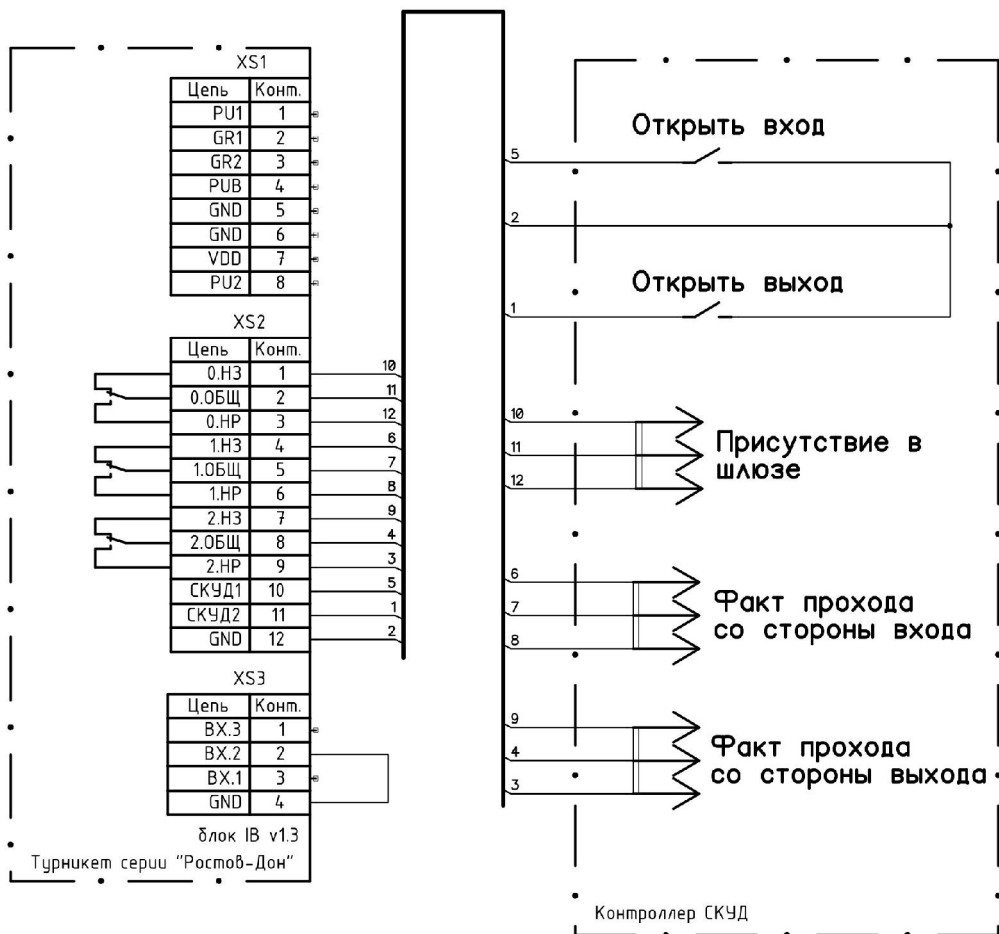 XS1
Цепь Конт.
PU1 1
GR1 2
GR2 3
PUB 4
GND 5
GND 6
VDD 7
PU2 8
XS2
Цепь Конт.
0.НЗ 1 10
0.ОБЩ 2 11
0.НР 3 12
1.НЗ 4 6
1.ОБЩ 5 7
1.НР 6 8
2.НЗ 7 9
2.ОБЩ 8 4
2.НР 9 3
СКУД1 10 5
СКУД2 11 1
GND 12 2
XS3
Цепь Конт.
ВХ.3 1
ВХ.2 2
ВХ.1 3
GND 4
блок IB v1.3
Турникет серии "Ростов-Дон"
Открыть вход
5
2
Открыть выход
1
10
11
12
Присутствие в
шлюзе
6
7
8
Факт прохода
со стороны входа
9
4
3
Факт прохода
со стороны выхода
Контроллер СКУД